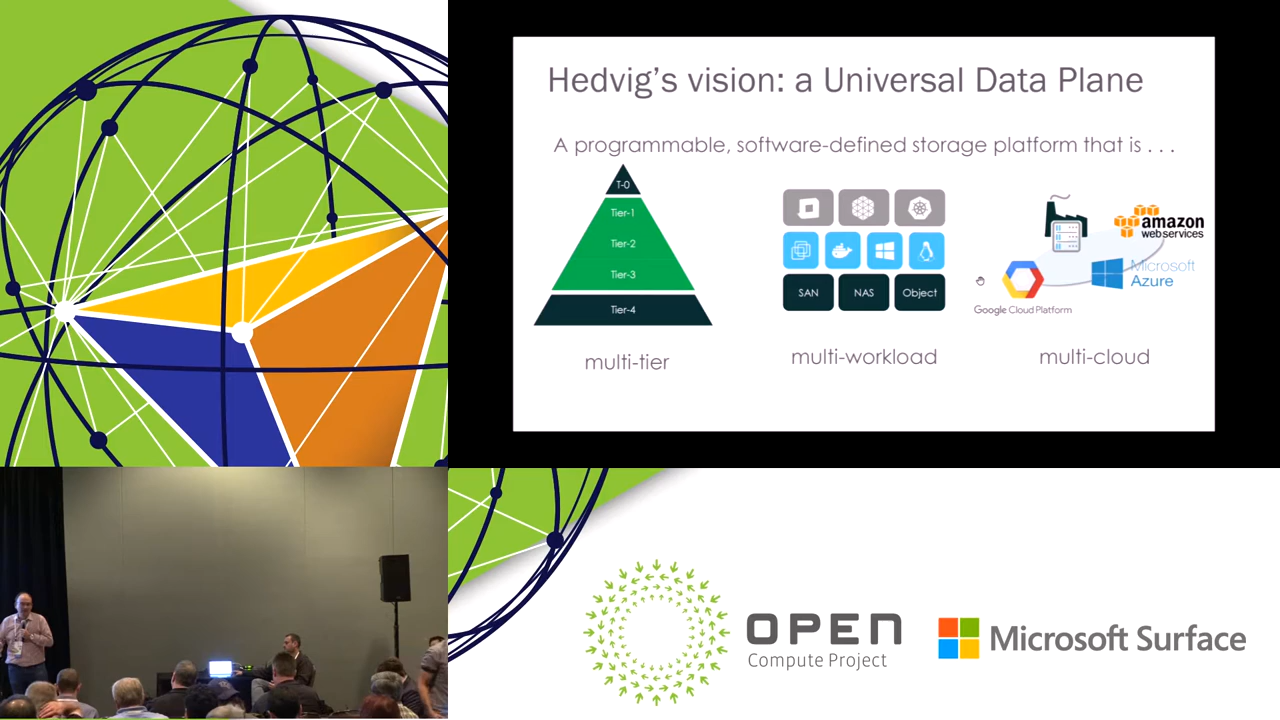 Hedvig's vision: a Universal Data Plane
A programmable, software-defined storage platform that is . . .
T-0
Tier-1
Tier-2
Tier-3
Tier-4
multi-tier
SAN
NAS
Object
multi-workload
amazon
webservices
Microsoft
Azure
Google Cloud Platform
multi-cloud
OPEN
Compute Project
Microsoft Surface